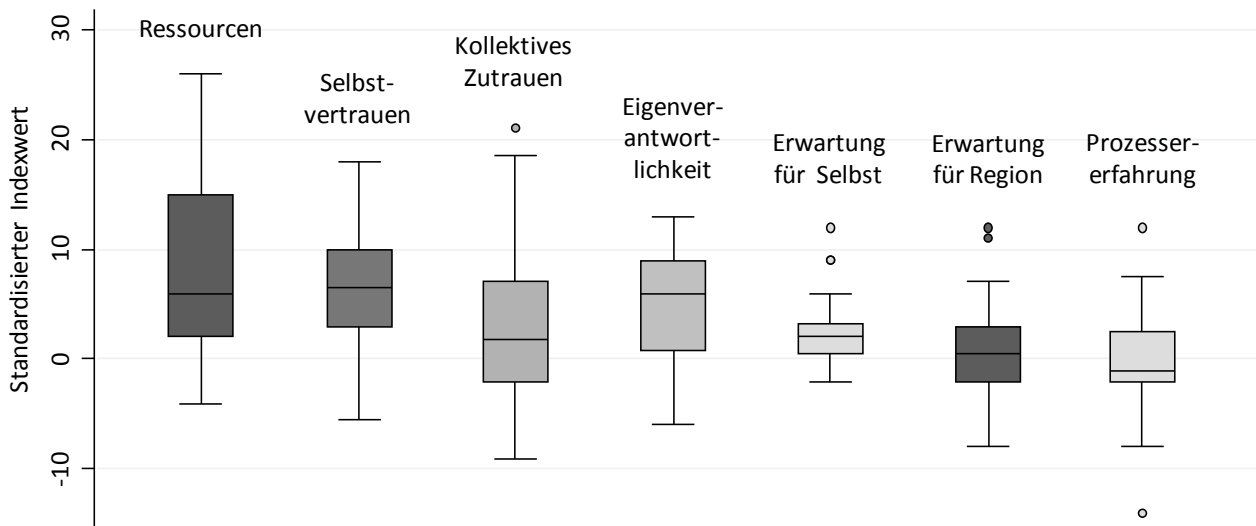 30
Ressourcen
Kollektives
Zutrauen
Selbst-
vertrauen
Eigenver-
antwort-
lichkeit
Erwartung
für Selbst
Erwartung
für Region
Prozesser-
erfahrung
Standardisierter Indexwert
20
10
0
-10